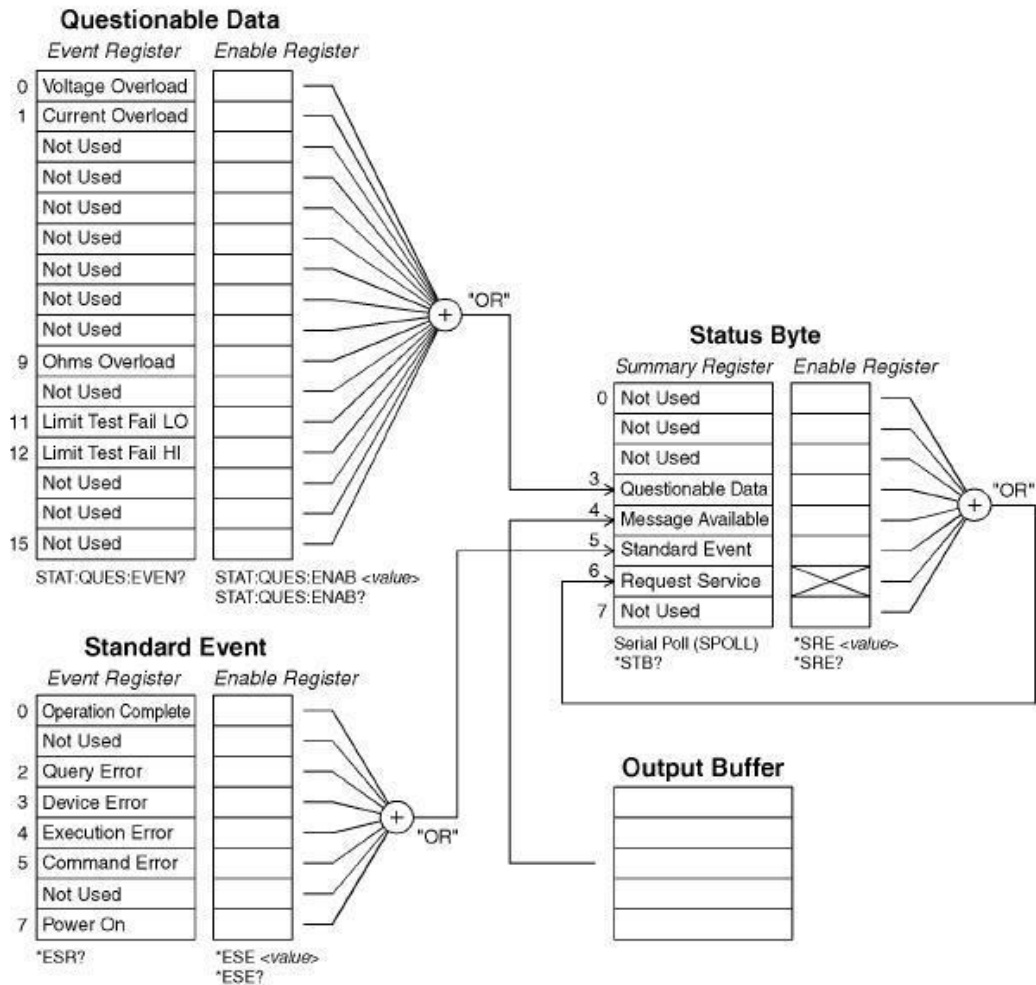 Questionable Data
Event Register Enable Register
0 Voltage Overload
1 Current Overload
Not Used
Not Used
Not Used
Not Used
Not Used
Not Used
Not Used
9 Ohms Overload
Not Used
11 Limit Test Fail LO
12 Limit Test Fail HI
Not Used
Not Used
15 Not Used
STAT:QUES:EVEN? STAT:QUES:ENAB <value>
STAT:QUES:ENAB?
+ "OR"
Standard Event
Event Register Enable Register
0 Operation Complete
Not Used
2 Query Error
3 Device Error
4 Execution Error
5 Command Error
Not Used
7 Power On
*ESR? *ESE <value>
*ESE?
+ "OR"
Status Byte
Summary Register Enable Register
0 Not Used
Not Used
Not Used
3 Questionable Data
4 Message Available
5 Standard Event
6 Request Service
7 Not Used
Serial Poll (SPOLL) *SRE <value>
*STB? *SRE?
+ "OR"
Output Buffer